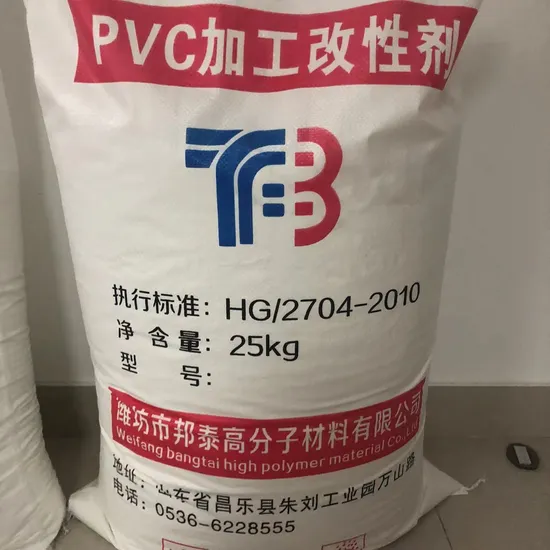 PVC加工改性剂
TB
执行标准：HG/2704-2010
净 含 量：25kg
型 号：
潍坊市邦泰高分子材料有限公司
Weifang bangtai high polymer material Co.,Ltd
地址：山东省昌乐县朱刘工业园万山路
电话：0536-6228555